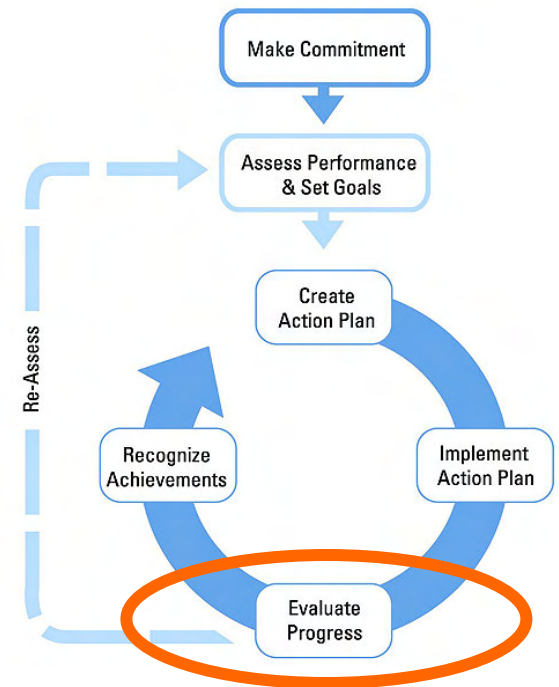 Make Commitment
Assess Performance
& Set Goals
Create
Action Plan
Re-Assess
Recognize
Achievements
Implement
Action Plan
Evaluate
Progress